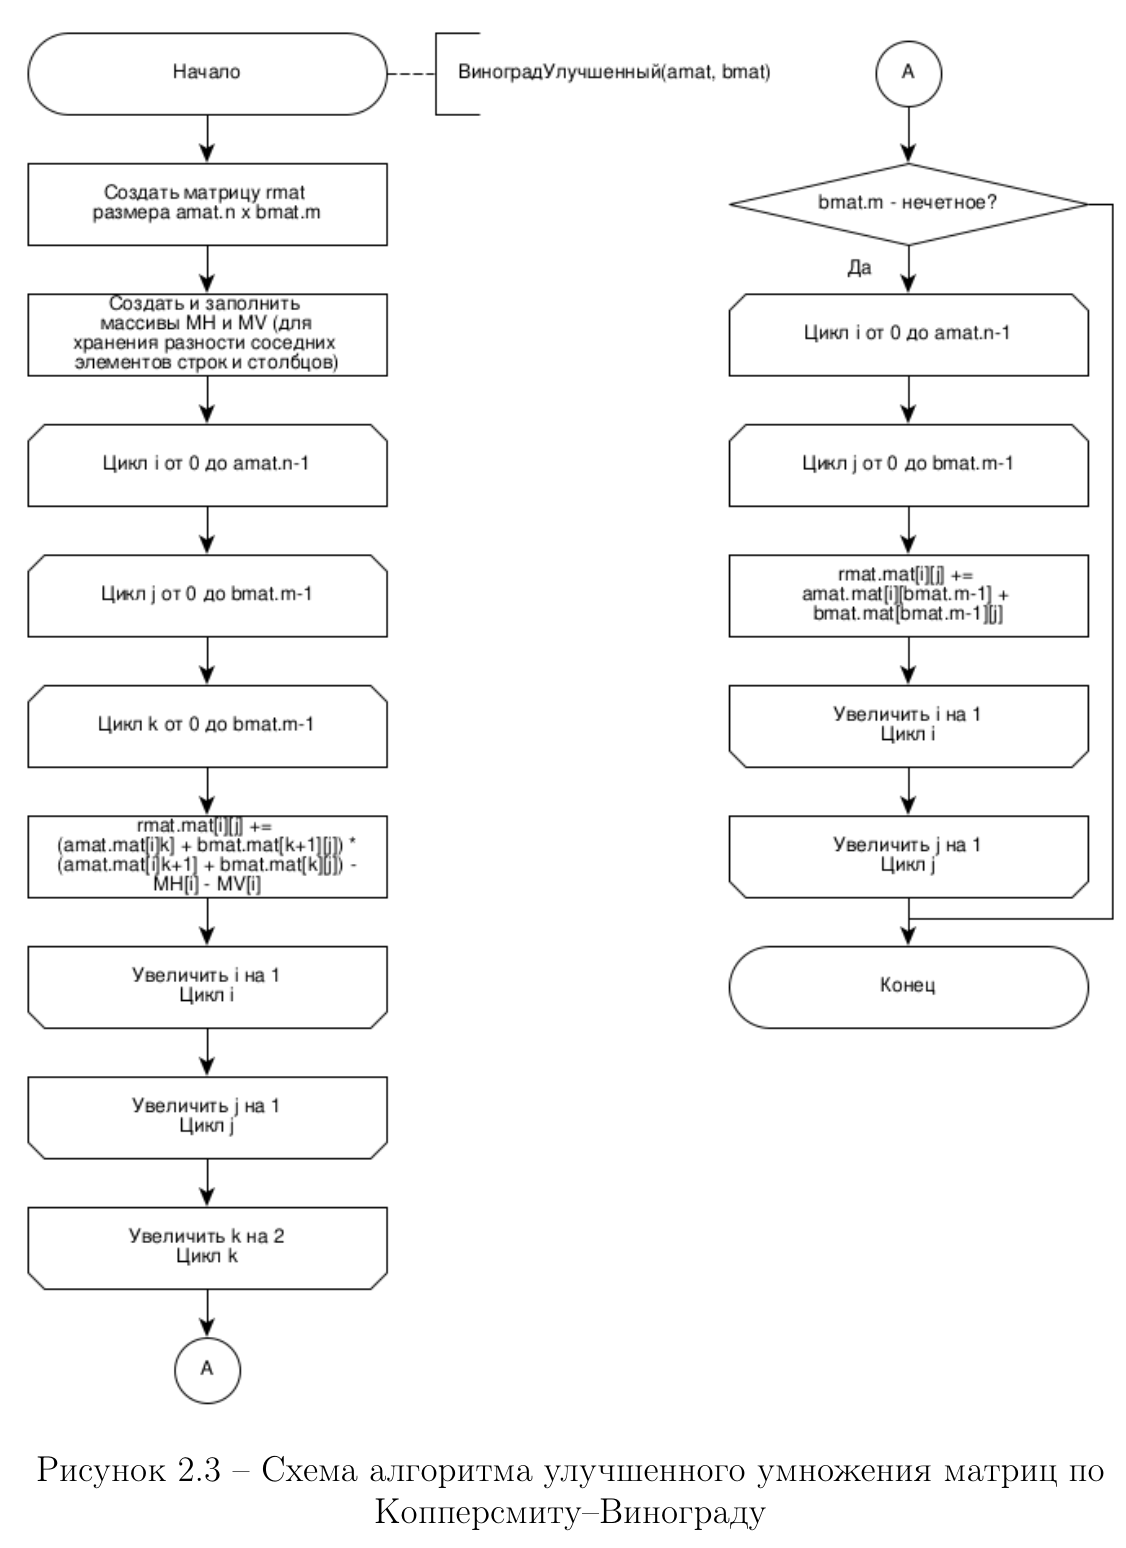 Начало
ВиноградУлучшенный(amat, bmat)
Создать матрицу rmat
размера amat.n x bmat.m
Создать и заполнить
массивы MH и MV (для
хранения разности соседних
элементов строк и столбцов)
Цикл i от 0 до amat.n-1
Цикл j от 0 до bmat.m-1
Цикл k от 0 до bmat.m-1
rmat.mat[i][j] +=
(amat.mat[i]k] + bmat.mat[k+1][j]) *
(amat.mat[i]k+1] + bmat.mat[k][j]) -
MH[i] - MV[i]
Увеличить i на 1
Цикл i
Увеличить j на 1
Цикл j
Увеличить k на 2
Цикл k
A
A
bmat.m - нечетное?
Да
Цикл i от 0 до amat.n-1
Цикл j от 0 до bmat.m-1
rmat.mat[i][j] +=
amat.mat[i][bmat.m-1] +
bmat.mat[bmat.m-1][j]
Увеличить i на 1
Цикл i
Увеличить j на 1
Цикл j
Конец
Рисунок 2.3 – Схема алгоритма улучшенного умножения матриц по
Копперсмиту–Винограду